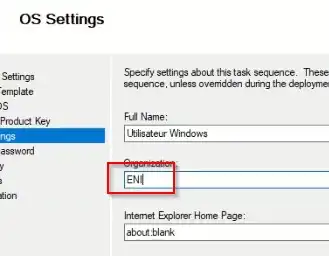 OS Settings
Settings
Template
OS
Product Key
ngs
assword
y
s
ation
Specify settings about this task sequence. These
sequence, unless overridden during the deployme
Full Name:
Utilisateur Windows
Organization:
ENI
Internet Explorer Home Page:
about:blank